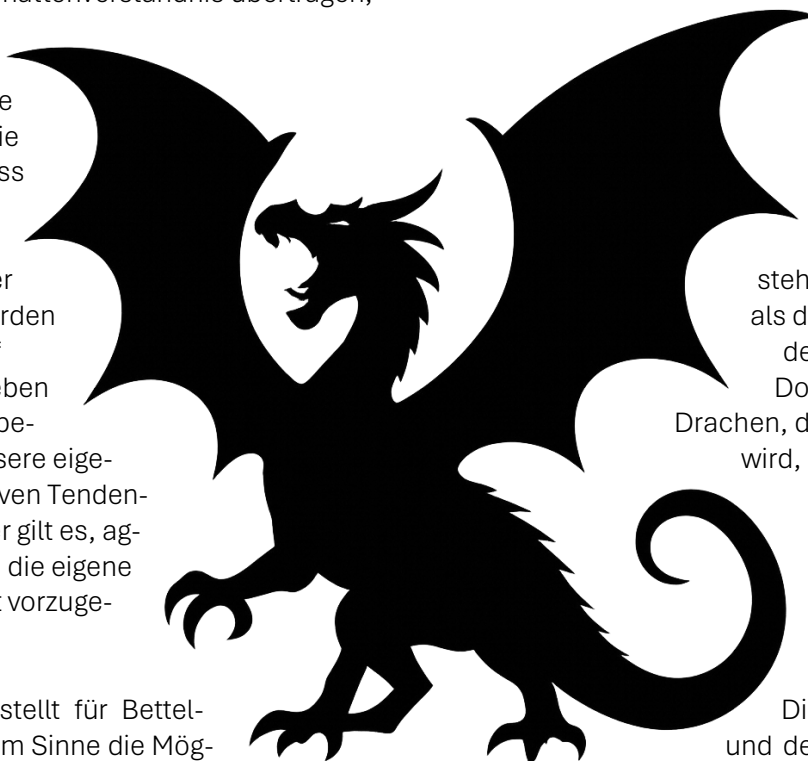 hattenverständnis übertragen,
e
ie
ss
er
rden
eben
be-
sere eige-
ven Tenden-
r gilt es, ag-
die eigene
t vorzuge-
stellt für Bettel-
m Sinne die Mög-
steh
als d
de
Do
Drachen, d
wird,
Di
und de